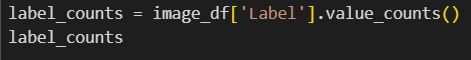 label_counts = image_df['Label'].value_counts()
label_counts